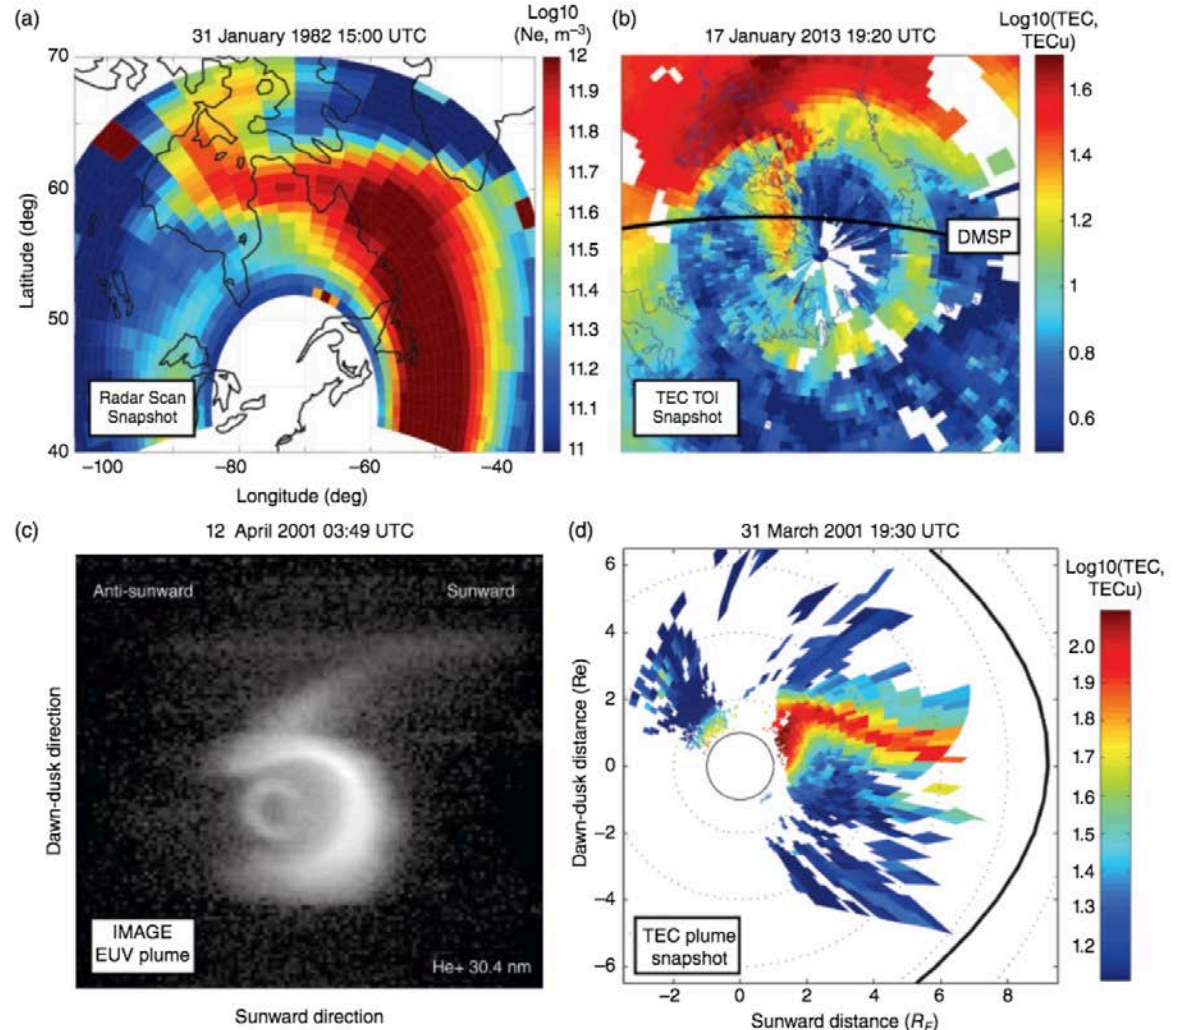 (a)
31 January 1982 15:00 UTC
Log10
(Ne, m⁻³)
70
60
50
40
Latitude (deg)
−100
−80
−60
−40
Longitude (deg)
Radar Scan
Snapshot
12
11.9
11.8
11.7
11.6
11.5
11.4
11.3
11.2
11.1
11
(b)
17 January 2013 19:20 UTC
Log10(TEC,
TECu)
DMSP
TEC TOI
Snapshot
1.6
1.4
1.2
1
0.8
0.6
(c)
12 April 2001 03:49 UTC
Anti-sunward
Sunward
Dawn-dusk direction
IMAGE
EUV plume
He+ 30.4 nm
Sunward direction
(d)
31 March 2001 19:30 UTC
Log10(TEC,
TECu)
6
4
2
0
−2
−4
−6
Dawn-dusk distance (Re)
TEC plume
snapshot
−2
0
2
4
6
8
Sunward distance (R_E)
2.0
1.9
1.8
1.7
1.6
1.5
1.4
1.3
1.2